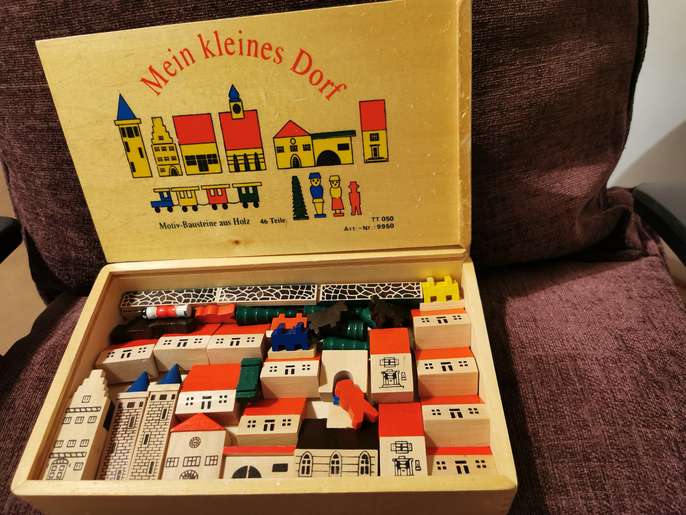 Mein kleines Dorf
Motiv-Bausteine aus Holz 46 Teile
TT 050
Art.-Nr.: 9950